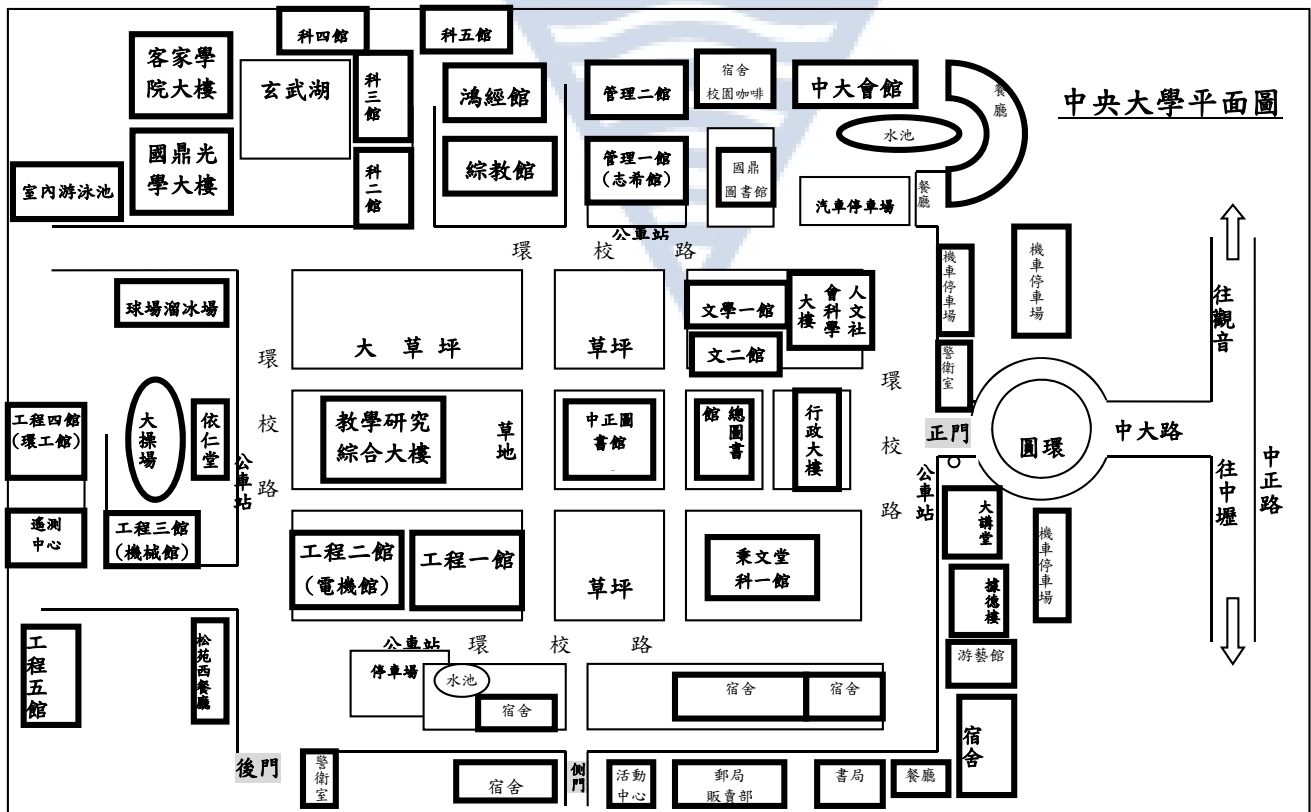 中央大學平面圖
科四館
科五館
客家學
院大樓
玄武湖
科三館
鴻經館
管理二館
宿舍
校園咖啡
中大會館
餐廳
水池
國鼎光
學大樓
室內游泳池
科二館
綜教館
管理一館
(志希館)
國鼎
圖書館
汽車停車場
餐廳
公車站
環 校 路
球場溜冰場
大 草 坪
草坪
文學一館
文二館
人文社
會科學
大樓
機車停車場
機車停車場
往觀音
警衛室
環 校 路
工程四館
(環工館)
大操場
依仁堂
公車站
教學研究
綜合大樓
草地
中正圖
書館
總圖書
館
行政大樓
環 校 路
正門
圓環
中大路
中正路
往中壢
公車站
遙測
中心
工程三館
(機械館)
工程二館
(電機館)
工程一館
草坪
秉文堂
科一館
大講堂
機車停車場
據德樓
游藝館
工程五館
松苑西餐廳
公車站
環 校 路
停車場
水池
宿舍
宿舍
宿舍
宿舍
後門
警衛室
宿舍
側門
活動
中心
郵局
販賣部
書局
餐廳